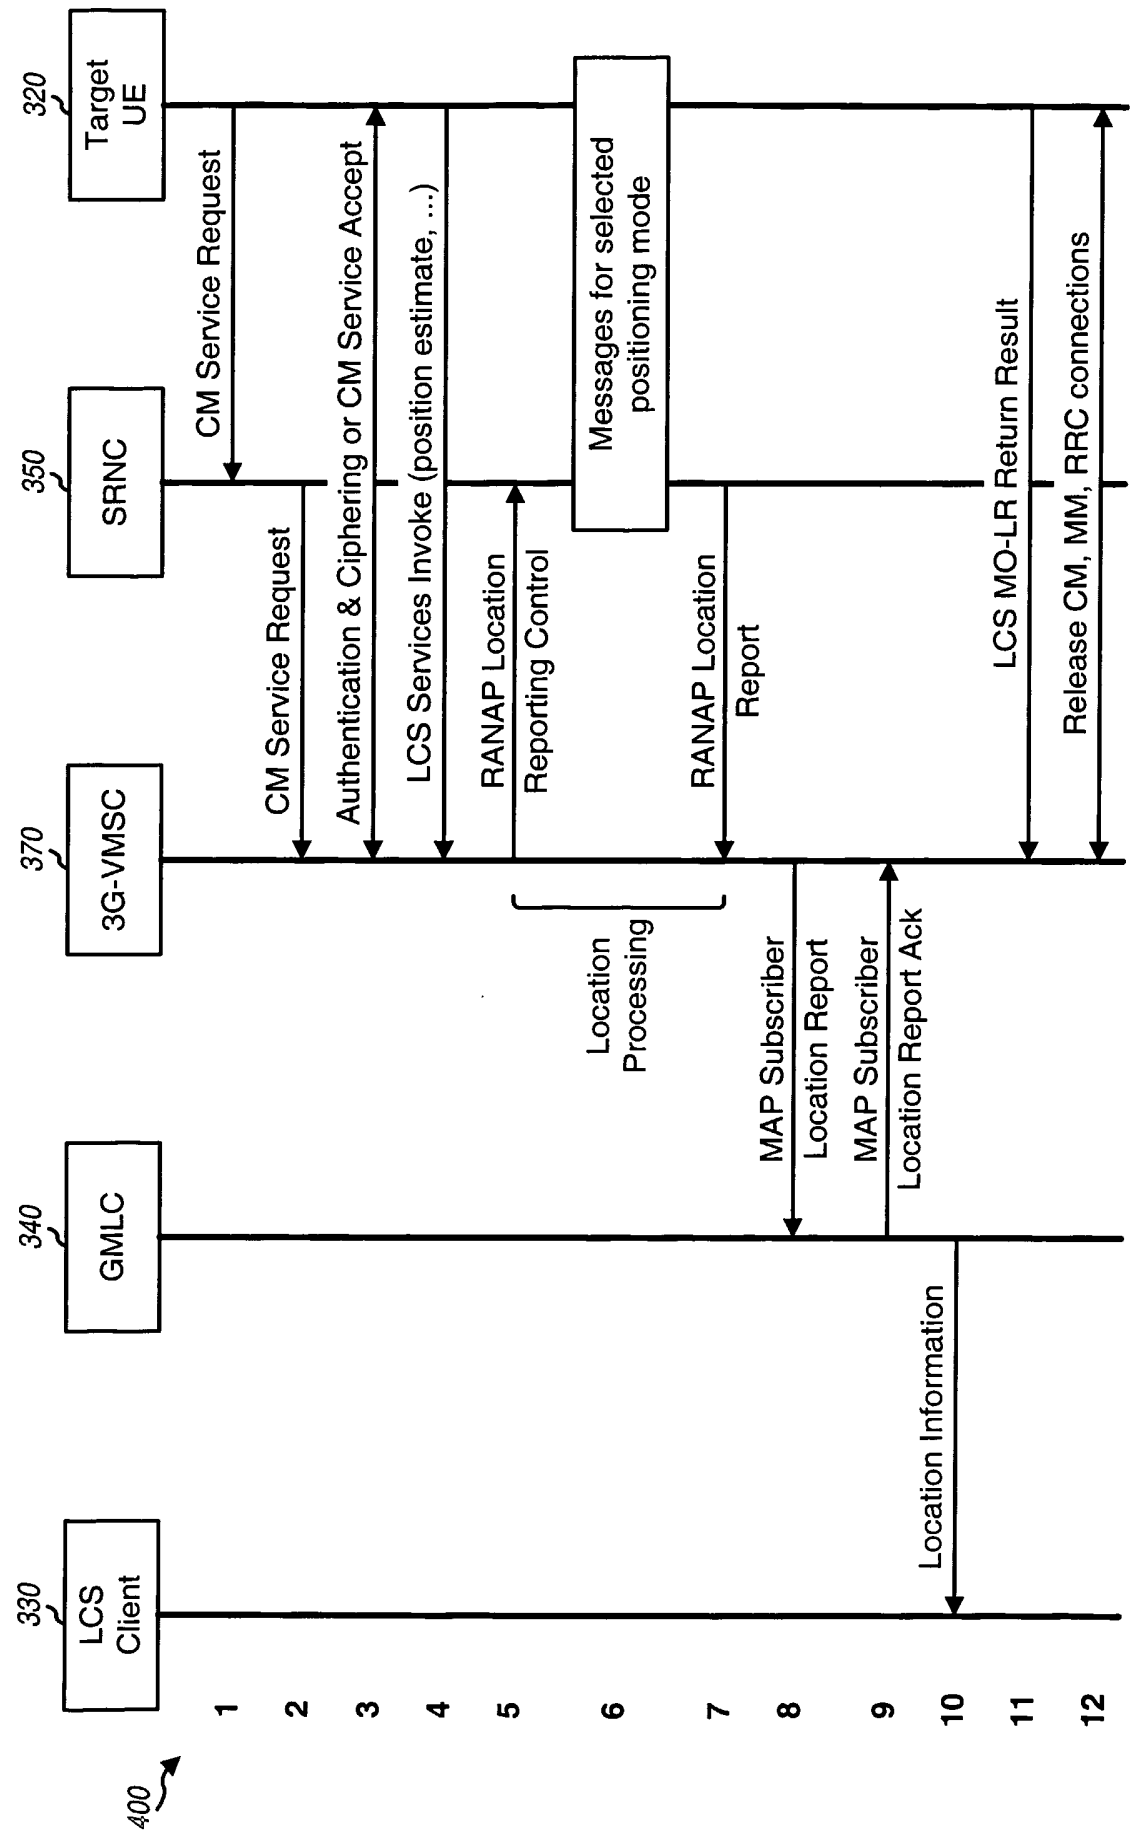 400
330
LCS
Client
340
GMLC
370
3G-VMSC
350
SRNC
320
Target
UE
1
CM Service Request
2
CM Service Request
3
Authentication & Ciphering or CM Service Accept
4
LCS Services Invoke (position estimate, ...)
5
RANAP Location
Reporting Control
6
Location
Processing
Messages for selected
positioning mode
7
RANAP Location
Report
8
MAP Subscriber
Location Report
9
MAP Subscriber
Location Report Ack
10
Location Information
11
LCS MO-LR Return Result
12
Release CM, MM, RRC connections